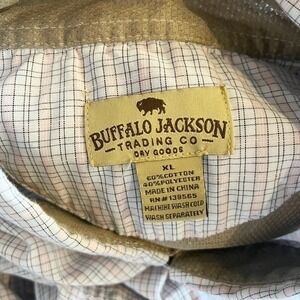 BUFFALO JACKSON
TRADING CO
DRY GOODS
XL
60% COTTON
40% POLYESTER
MADE IN CHINA
RN# 139565
MACHINE WASH COLD
WASH SEPARATELY